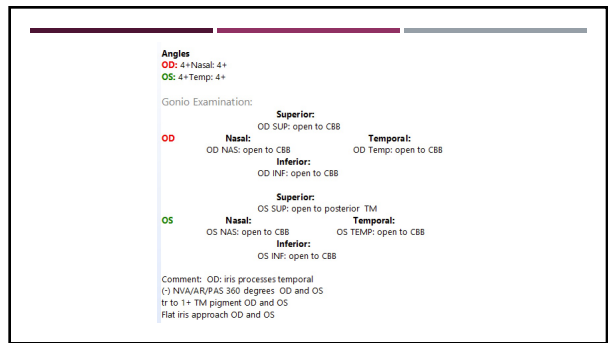 Angles
OD: 4+Nasal: 4+
OS: 4+Temp: 4+
Gonio Examination:
Superior:
OD SUP: open to CBB
OD Nasal: Temporal:
OD NAS: open to CBB OD Temp: open to CBB
Inferior:
OD INF: open to CBB
Superior:
OS SUP: open to posterior TM
OS Nasal: Temporal:
OS NAS: open to CBB OS TEMP: open to CBB
Inferior:
OS INF: open to CBB
Comment: OD: iris processes temporal
(-) NVA/AR/PAS 360 degrees OD and OS
tr to 1+ TM pigment OD and OS
Flat iris approach OD and OS